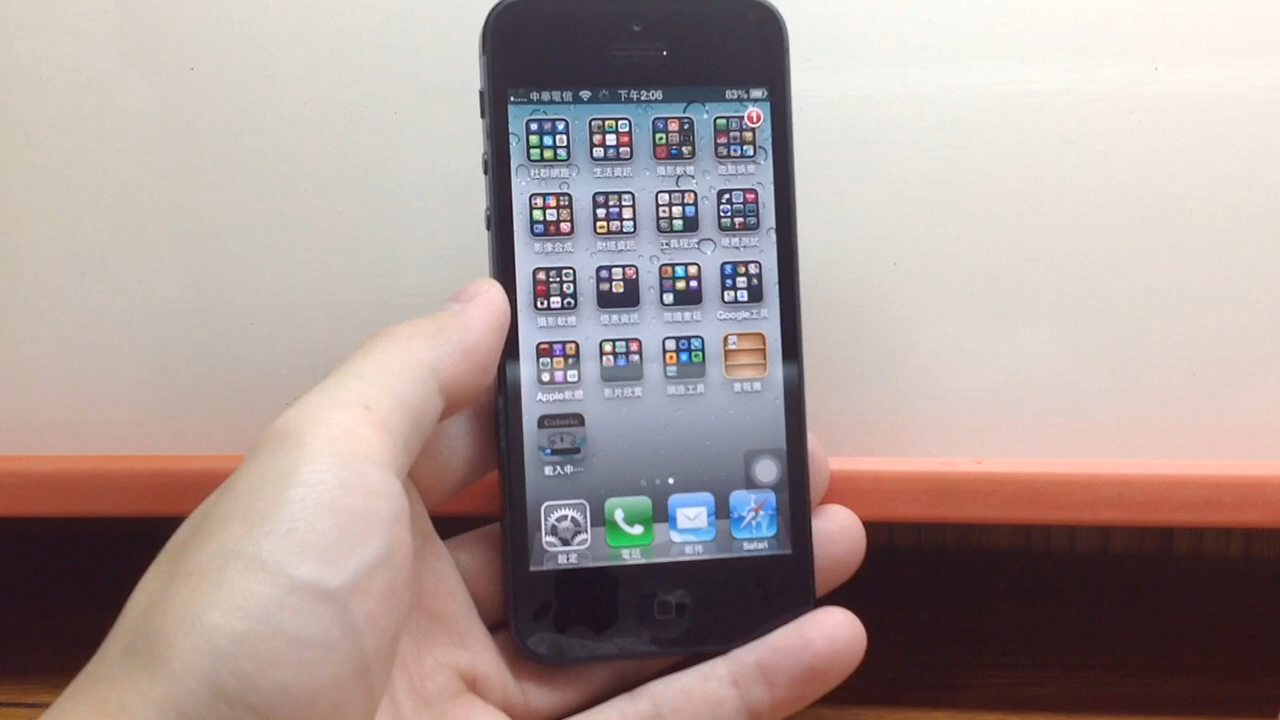 中華電信 下午2:06 83%
1
社群網路 生活資訊 攝影軟體 遊戲娛樂
影像合成 財經資訊 工具程式 硬體測試
攝影軟體 優惠資訊 閱讀書籍 Google工具
Apple軟體 影片欣賞 網路工具 書報攤
Calorie
載入中…
設定 電話 郵件 Safari